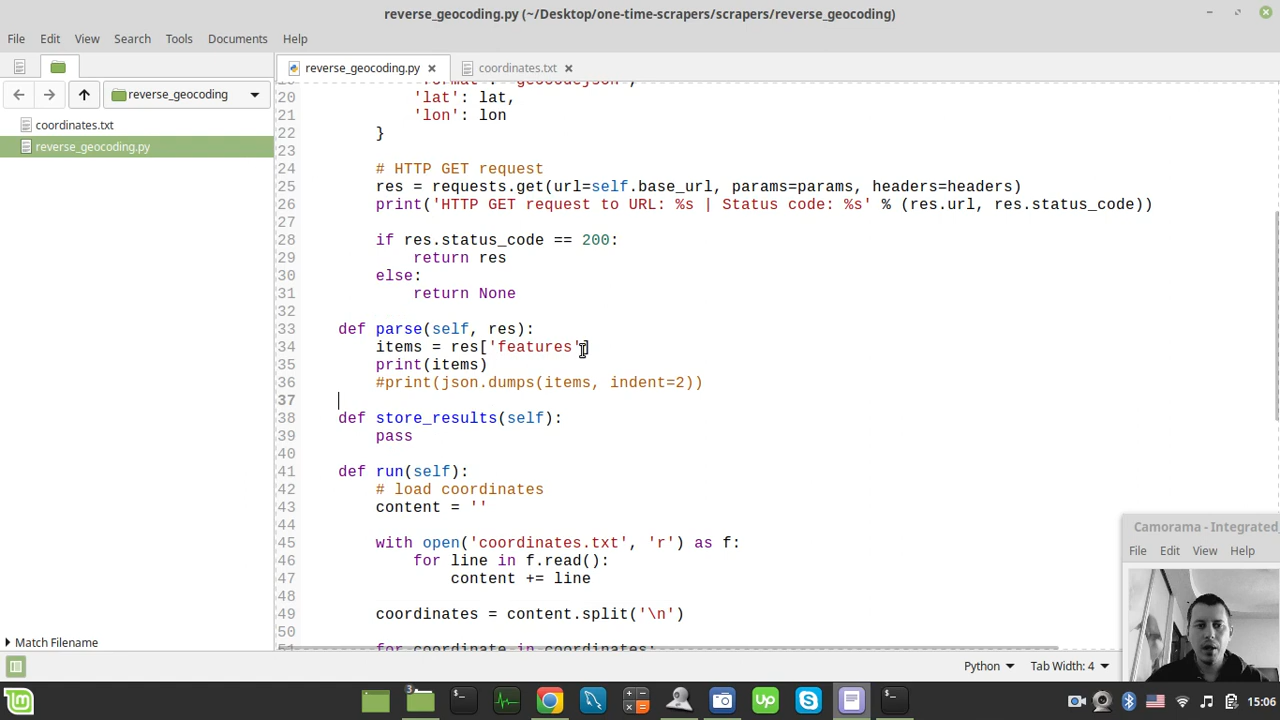 reverse_geocoding.py (~/Desktop/one-time-scrapers/scrapers/reverse_geocoding)
File Edit View Search Tools Documents Help
reverse_geocoding.py coordinates.txt
reverse_geocoding
coordinates.txt
reverse_geocoding.py
20 'lat': lat,
21 'lon': lon
22 }
23
24 # HTTP GET request
25 res = requests.get(url=self.base_url, params=params, headers=headers)
26 print('HTTP GET request to URL: %s | Status code: %s' % (res.url, res.status_code))
27
28 if res.status_code == 200:
29 return res
30 else:
31 return None
32
33 def parse(self, res):
34 items = res['features']
35 print(items)
36 #print(json.dumps(items, indent=2))
37
38 def store_results(self):
39 pass
40
41 def run(self):
42 # load coordinates
43 content = ''
44
45 with open('coordinates.txt', 'r') as f:
46 for line in f.read():
47 content += line
48
49 coordinates = content.split('\n')
50
51 for coordinate in coordinates:
Match Filename
Python Tab Width: 4
Camorama - Integrated
File Edit View Help
3
Up
15:06